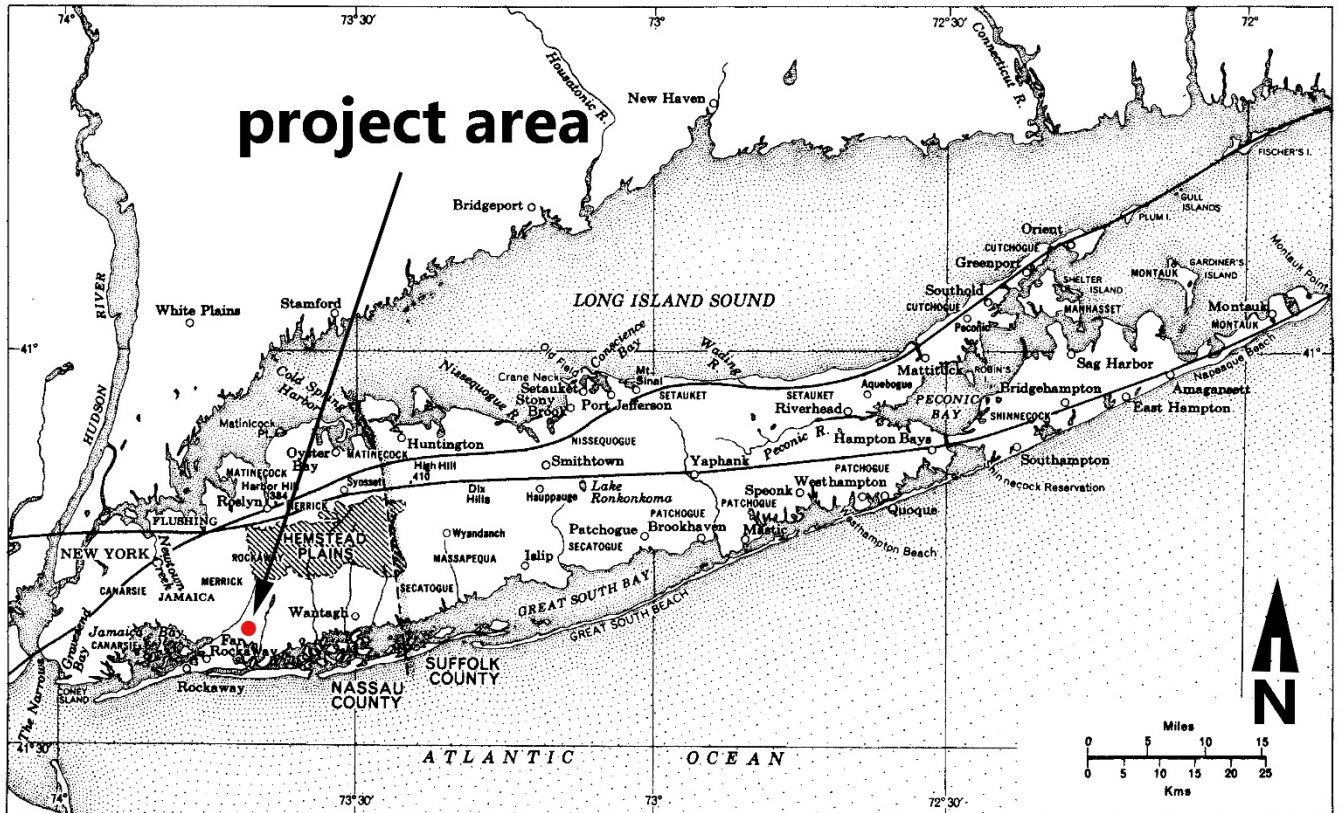 74°
73°30'
73°
72°30'
72°
Housatonic R.
Connecticut R.
New Haven
project area
FISCHER'S I.
Bridgeport
GULL
ISLANDS
PLUM I.
Orient
CUTCHOGUE
Greenport
RIVER
HUDSON
SHELTER
ISLAND
MONTAUK
GARDINER'S
ISLAND
Montauk Point
White Plains
Stamford
LONG ISLAND SOUND
Southold
CUTCHOGUE
MANHASSET
Montauk
MONTAUK
Peconic
41°
41°
Old Field
Conscience
Bay
Wading
R.
Sag Harbor
Napeague Beach
Cold Spring
Harbor
Nissequogue R.
Crane Neck
Mt.
Sinai
Mattituck
ROBIN'S
I.
Bridgehampton
Amagansett
Setauket
SETAUKET
SETAUKET
Aquebogue
Stony
Brook
Port Jefferson
Riverhead
PECONIC
BAY
East Hampton
Matinicock
Pt.
Huntington
NISSEQUOGUE
Peconic R.
SHINNECOCK
Oyster
Bay
MATINECOCK
Hampton Bays
MATINECOCK
High Hill
410
Smithtown
Yaphank
PATCHOGUE
Southampton
Harbor Hill
384
Syosset
Roslyn
MERRICK
Dix
Hills
Hauppauge
Lake
Ronkonkoma
Speonk
Westhampton
Shinnecock Reservation
PATCHOGUE
Quoque
FLUSHING
HEMSTEAD
PLAINS
Wyandanch
PATCHOGUE
Patchogue
Brookhaven
Mastic
Westhampton Beach
NEW YORK
Newtown
Creek
ROCKAWAY
MASSAPEQUA
SECATOGUE
Islip
MERRICK
SECATOGUE
CANARSIE
JAMAICA
GREAT SOUTH BAY
Wantagh
GREAT SOUTH BEACH
Jamaica Bay
CANARSIE
Gravesend
Bay
Far
Rockaway
SUFFOLK
COUNTY
Rockaway
NASSAU
COUNTY
CONEY
ISLAND
The Narrows
N
Miles
0 5 10 15
0 5 10 15 20 25
Kms
41°30'
ATLANTIC OCEAN
74°
73°30'
73°
72°30'